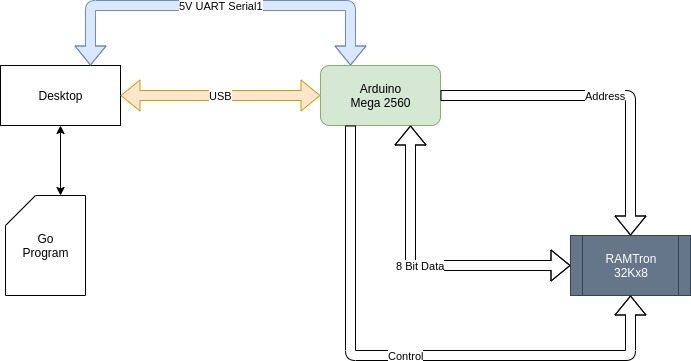 5V UART Serial1
Desktop
USB
Arduino
Mega 2560
Address
Go
Program
8 Bit Data
RAMTron
32Kx8
Control